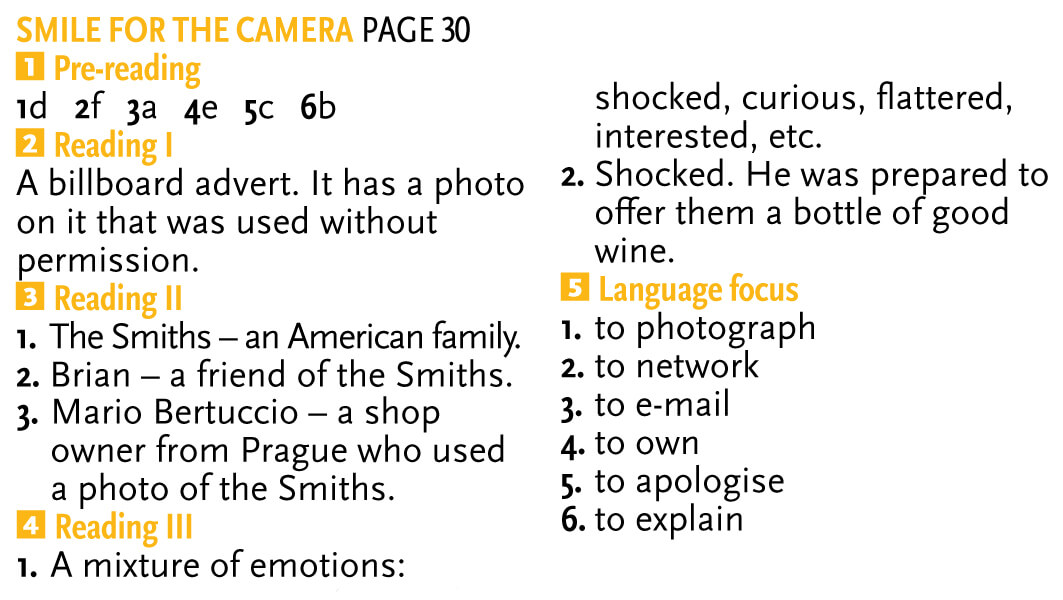 SMILE FOR THE CAMERA PAGE 30
1 Pre-reading
1d 2f 3a 4e 5c 6b
2 Reading I
A billboard advert. It has a photo
on it that was used without
permission.
3 Reading II
1. The Smiths – an American family.
2. Brian – a friend of the Smiths.
3. Mario Bertuccio – a shop
owner from Prague who used
a photo of the Smiths.
4 Reading III
1. A mixture of emotions:
shocked, curious, flattered,
interested, etc.
2. Shocked. He was prepared to
offer them a bottle of good
wine.
5 Language focus
1. to photograph
2. to network
3. to e-mail
4. to own
5. to apologise
6. to explain